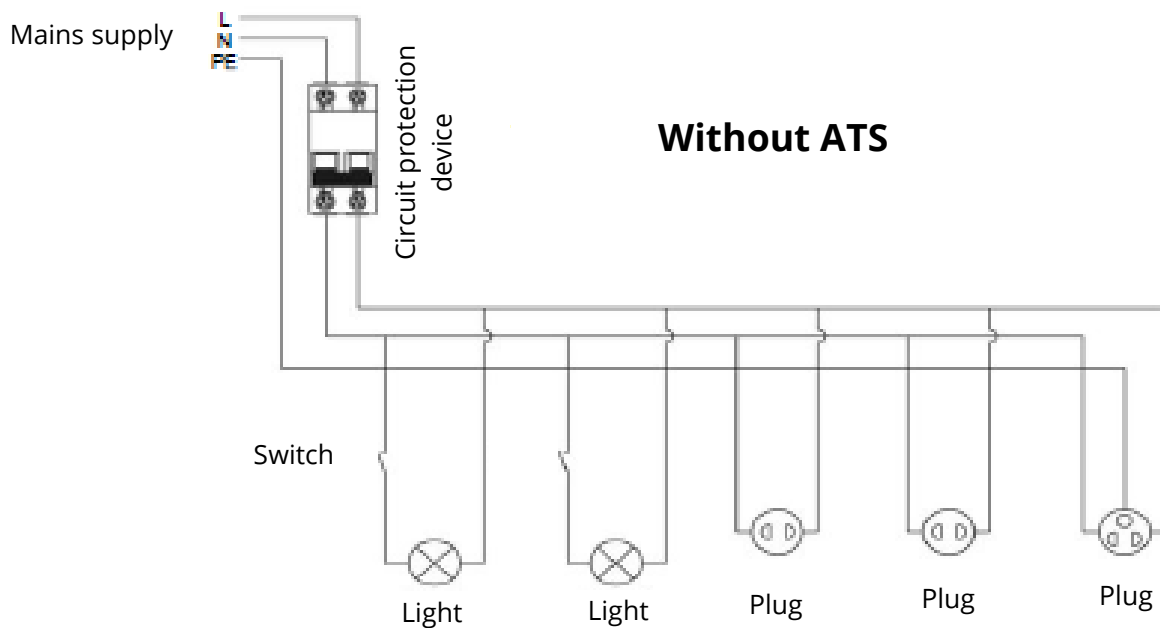 L
Mains supply
N
PE
Circuit protection
device
Without ATS
Switch
Light
Light
Plug
Plug
Plug